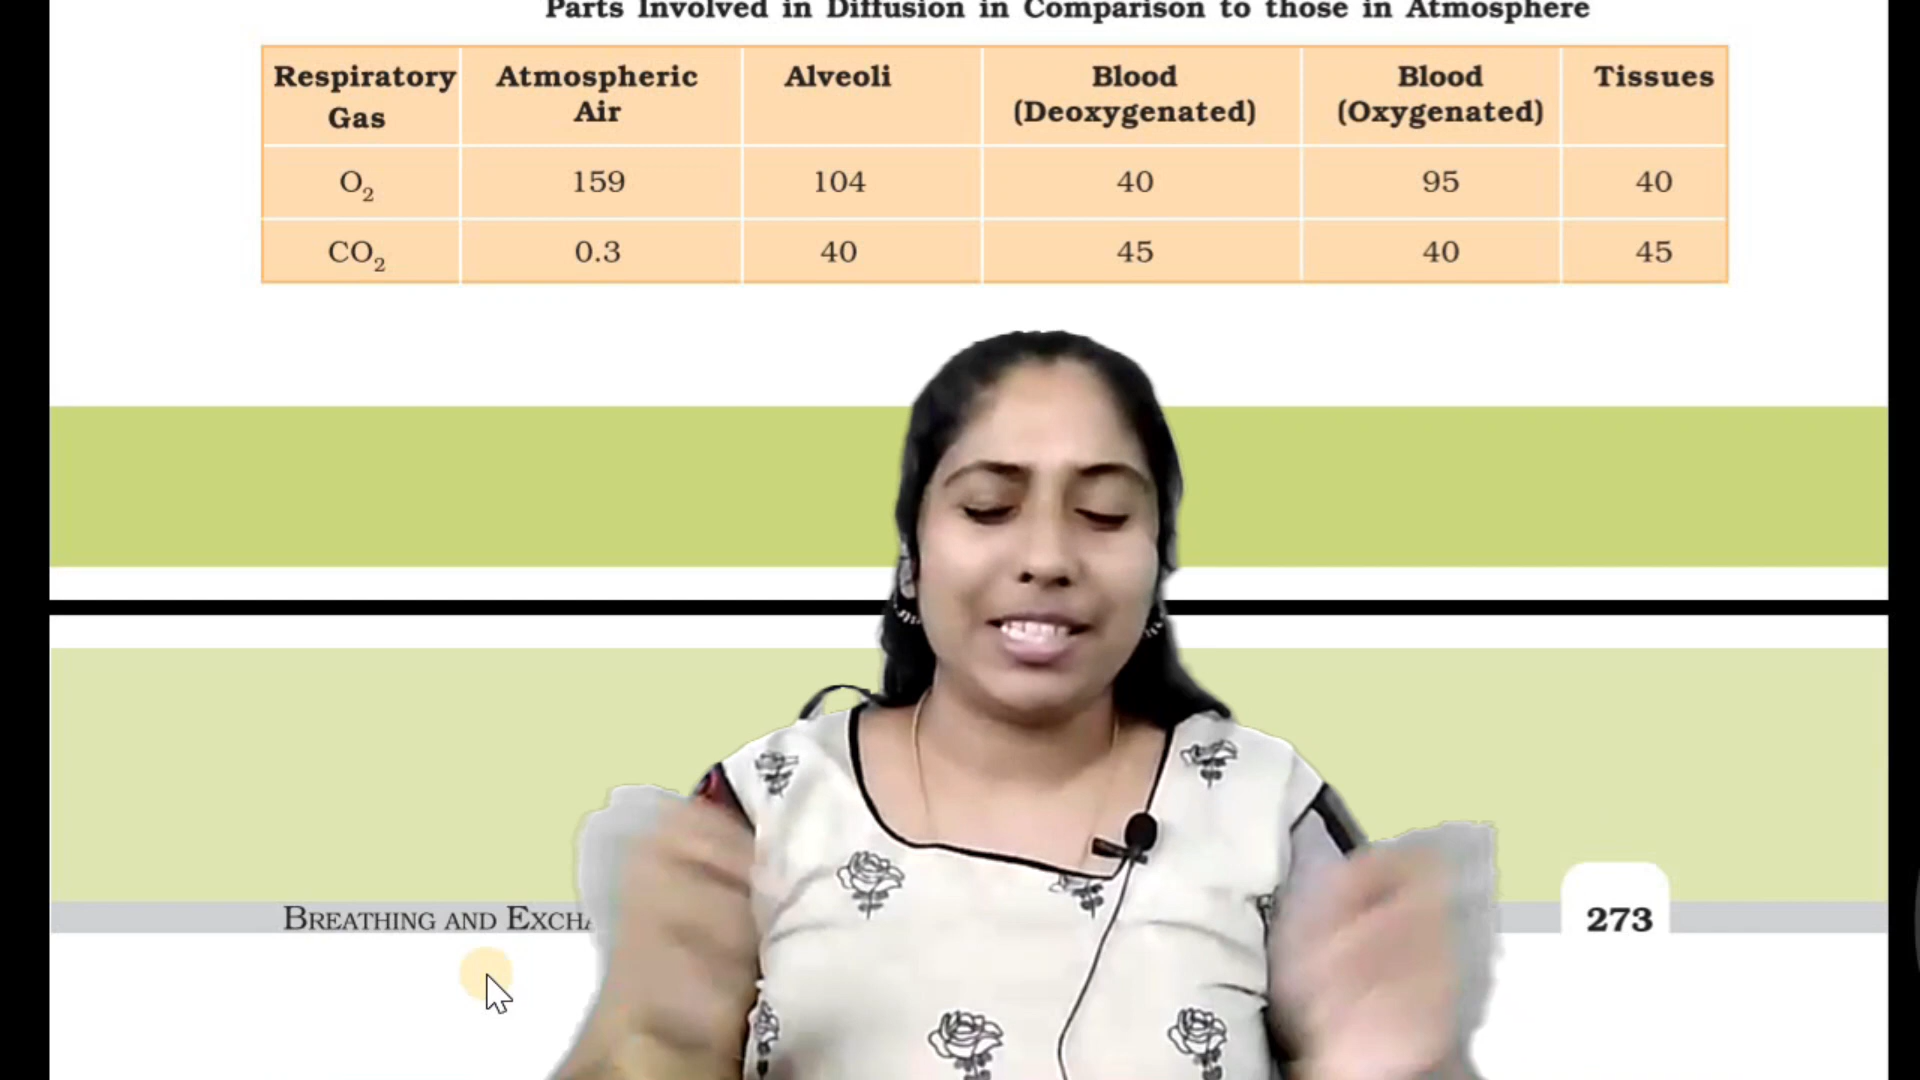 Parts Involved in Diffusion in Comparison to those in Atmosphere
Respiratory Gas | Atmospheric Air | Alveoli | Blood (Deoxygenated) | Blood (Oxygenated) | Tissues
O2 | 159 | 104 | 40 | 95 | 40
CO2 | 0.3 | 40 | 45 | 40 | 45
BREATHING AND
273